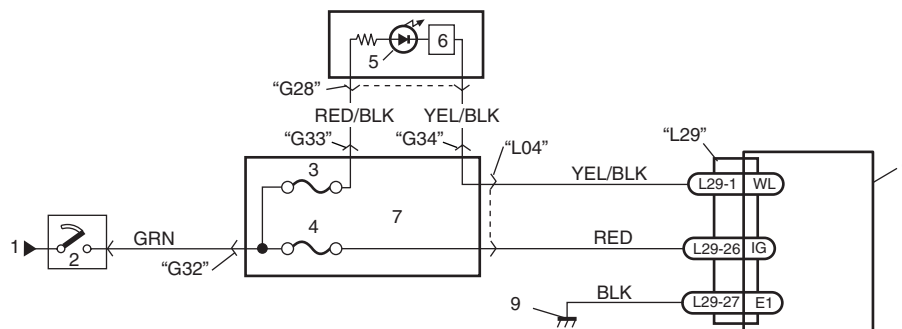 6
5
“G28”
RED/BLK YEL/BLK
“G33” “G34” “L04” “L29”
3
YEL/BLK L29-1 WL
4 7
1 2 GRN RED L29-26 IG
“G32”
9 BLK L29-27 E1